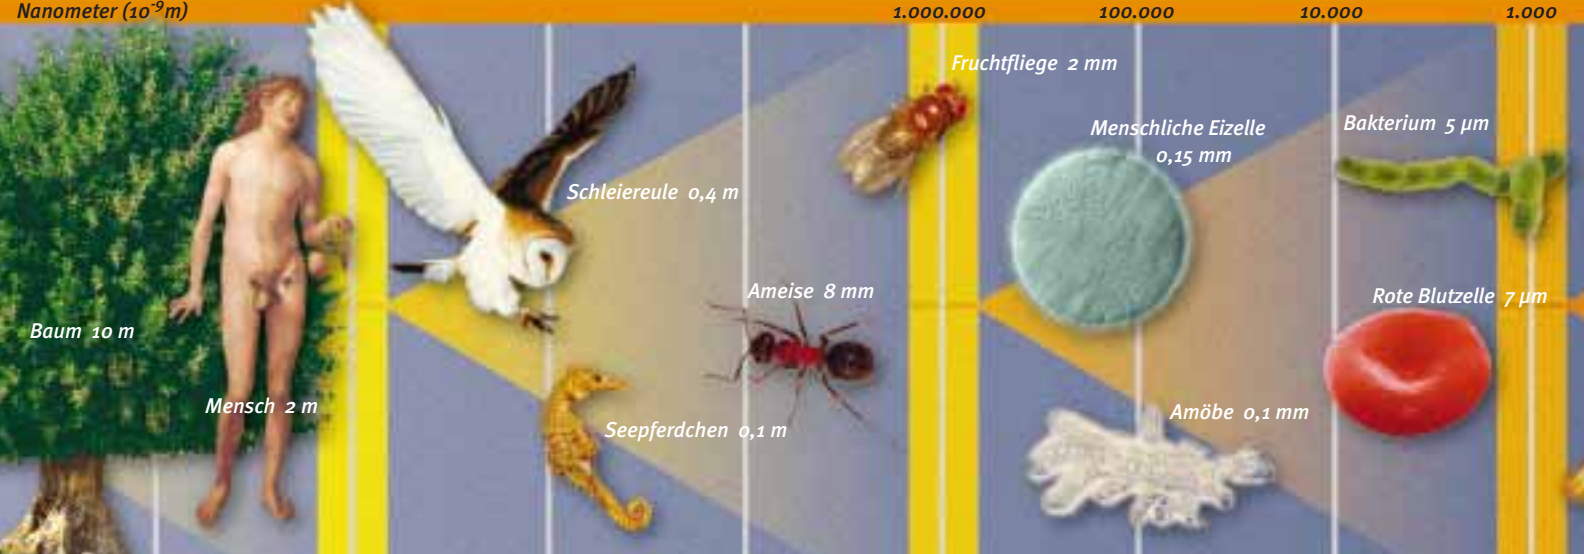 Nanometer (10⁻⁹m) 1.000.000 100.000 10.000 1.000
Fruchtfliege 2 mm
Menschliche Eizelle
0,15 mm
Bakterium 5 µm
Schleiereule 0,4 m
Ameise 8 mm
Rote Blutzelle 7 µm
Baum 10 m
Mensch 2 m
Seepferdchen 0,1 m
Amöbe 0,1 mm